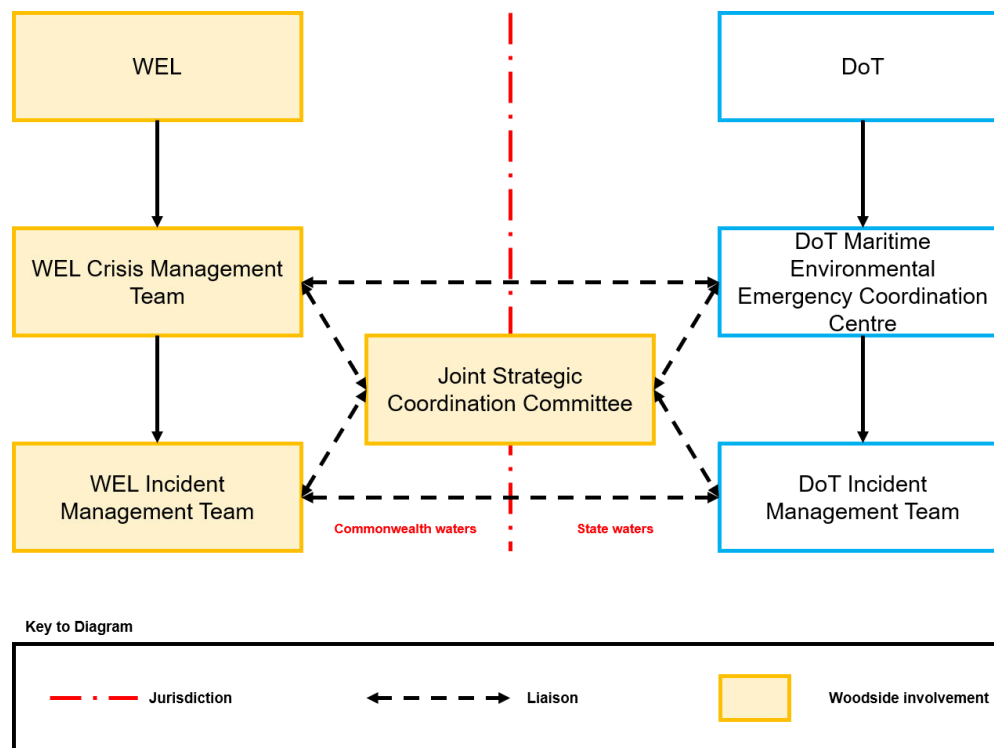 WEL
DoT
WEL Crisis Management
Team
DoT Maritime
Environmental
Emergency Coordination
Centre
Joint Strategic
Coordination Committee
WEL Incident
Management Team
DoT Incident
Management Team
Commonwealth waters
State waters
Key to Diagram
Jurisdiction
Liaison
Woodside involvement